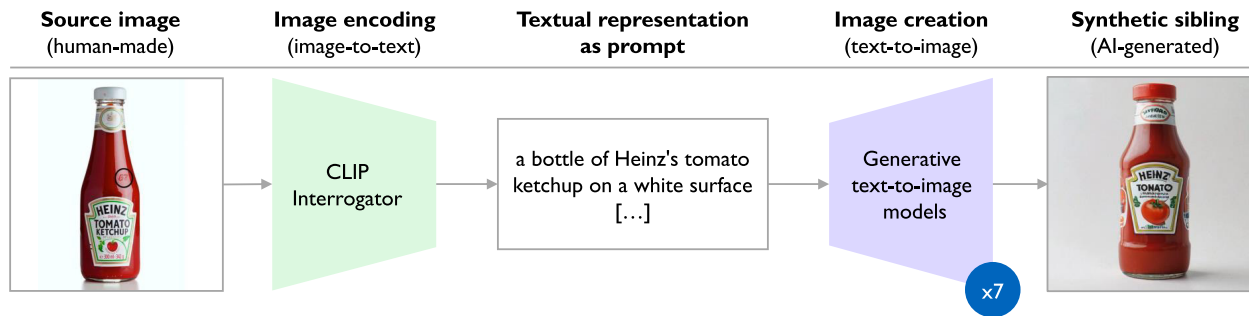 Source image
(human-made)
Image encoding
(image-to-text)
Textual representation
as prompt
Image creation
(text-to-image)
Synthetic sibling
(AI-generated)
HEINZ
TOMATO
KETCHUP
CLIP
Interrogator
a bottle of Heinz's tomato
ketchup on a white surface
[…]
Generative
text-to-image
models
x7
HEINZ
TOMATO